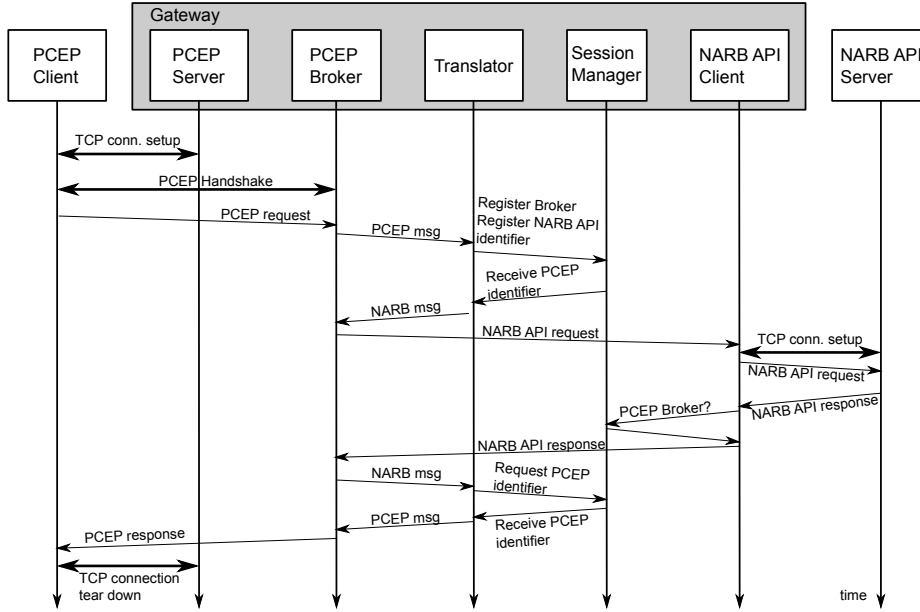 Gateway
PCEP
Client
PCEP
Server
PCEP
Broker
Translator
Session
Manager
NARB API
Client
NARB API
Server
TCP conn. setup
PCEP Handshake
PCEP request
PCEP msg
Register Broker
Register NARB API
identifier
Receive PCEP
identifier
NARB msg
NARB API request
TCP conn. setup
NARB API request
NARB API response
PCEP Broker?
NARB API response
NARB msg
Request PCEP
identifier
PCEP msg
Receive PCEP
identifier
PCEP response
TCP connection
tear down
time